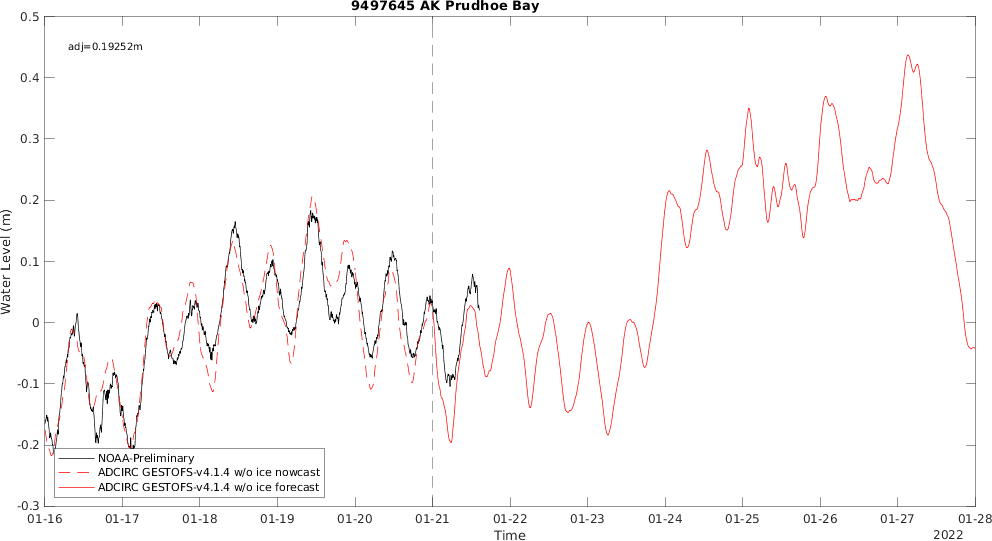 9497645 AK Prudhoe Bay
0.5
adj=0.19252m
0.4
0.3
0.2
0.1
0
-0.1
-0.2
-0.3
Water Level (m)
NOAA-Preliminary
ADCIRC GESTOFS-v4.1.4 w/o ice nowcast
ADCIRC GESTOFS-v4.1.4 w/o ice forecast
01-16 01-17 01-18 01-19 01-20 01-21 01-22 01-23 01-24 01-25 01-26 01-27 01-28
Time
2022